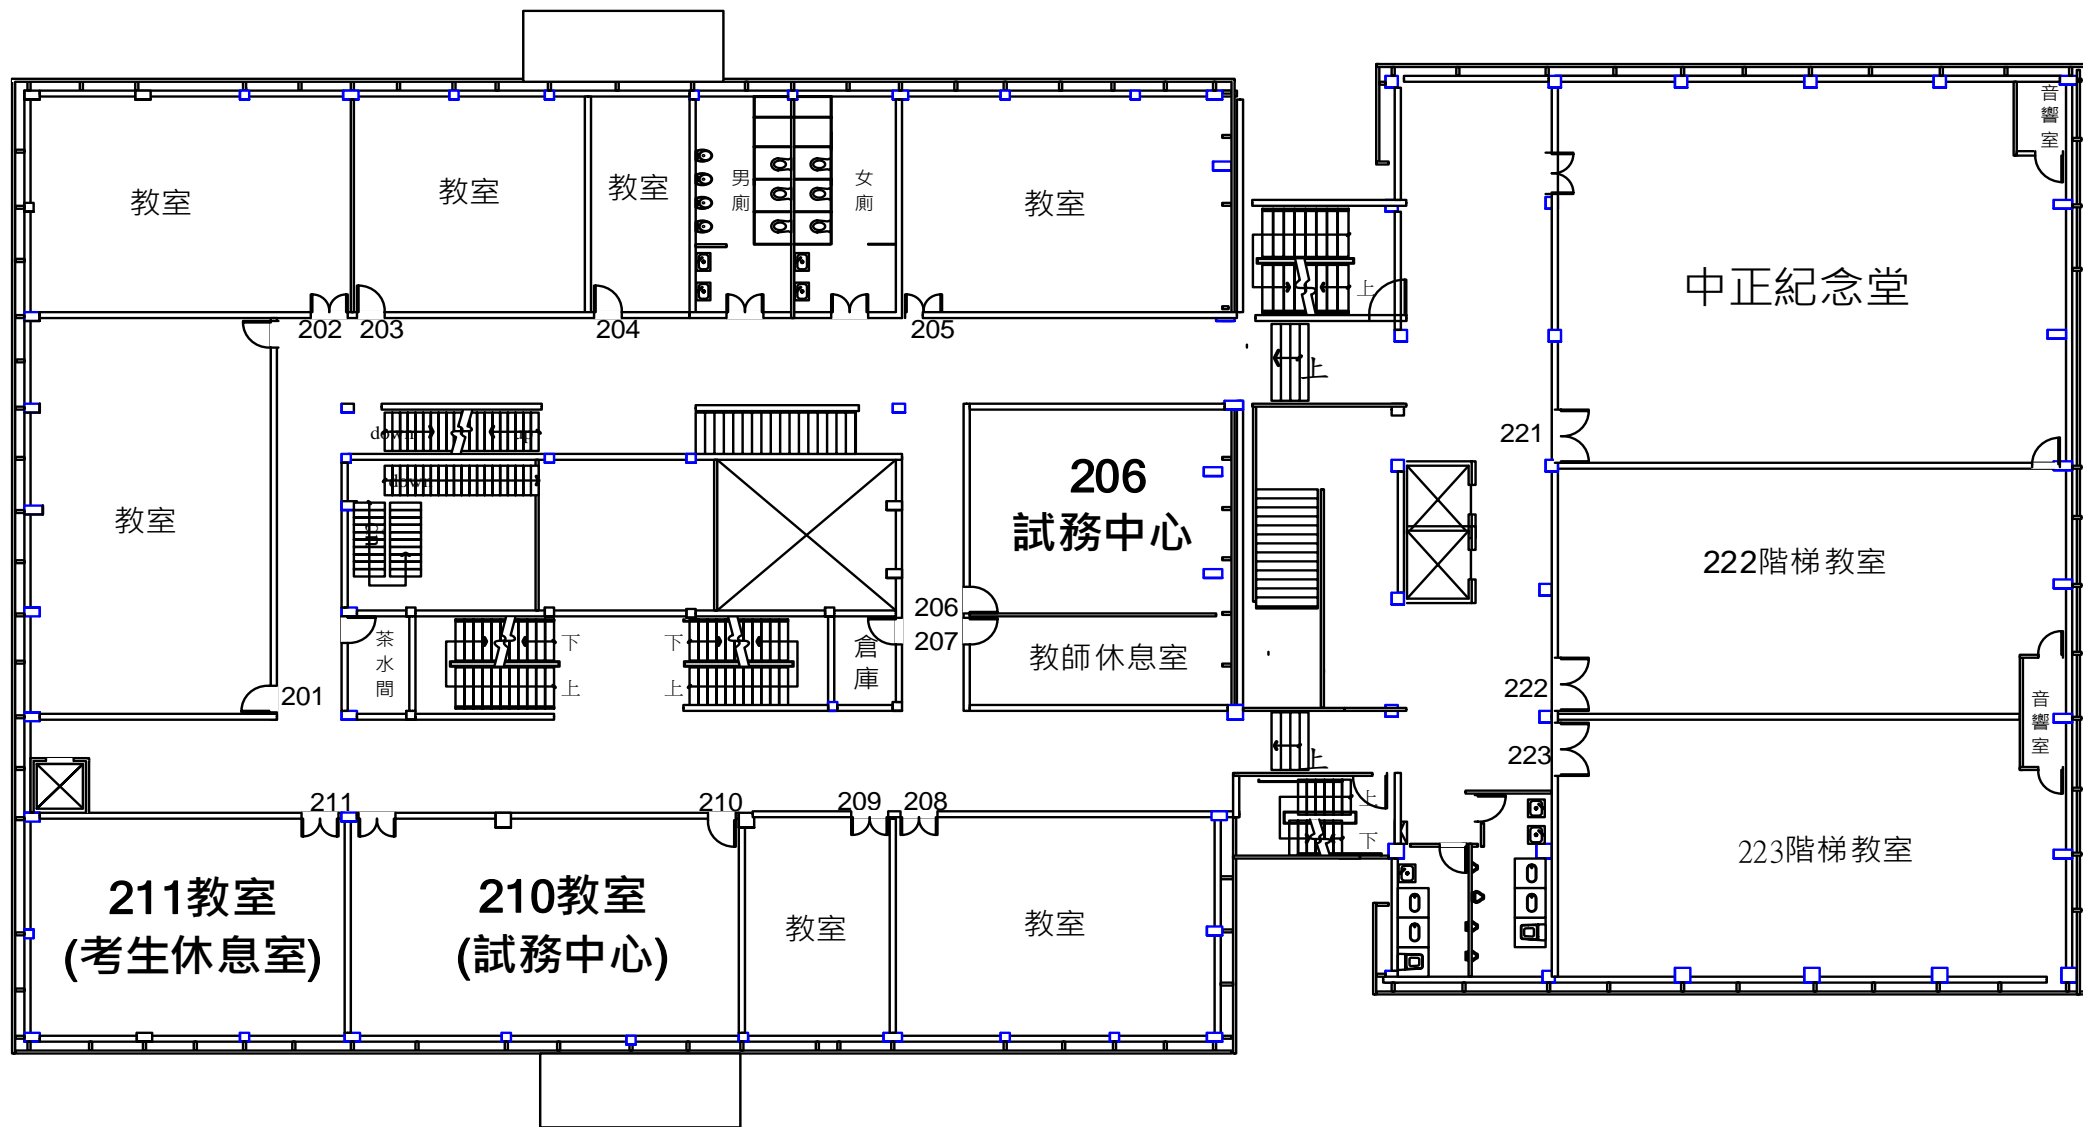 音響室
教室
教室
教室
男廁
女廁
教室
中正紀念堂
上
202
203
204
205
上
down
up
down
up
221
206
試務中心
教室
222階梯教室
206
207
茶水間
下
上
下
上
倉庫
教師休息室
201
222
音響室
223
上
上
下
211
210
209
208
223階梯教室
211教室
(考生休息室)
210教室
(試務中心)
教室
教室